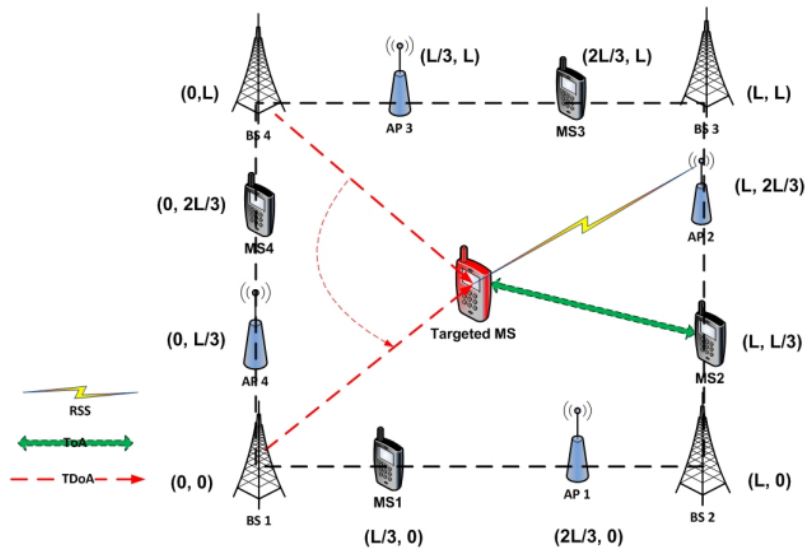 (L/3, L)
(2L/3, L)
(0,L)
(L, L)
BS 4
AP 3
MS3
BS 3
(0, 2L/3)
(L, 2L/3)
MS4
AP 2
(0, L/3)
Targeted MS
(L, L/3)
AP 4
MS2
RSS
ToA
TDoA
(0, 0)
(L, 0)
BS 1
MS1
AP 1
BS 2
(L/3, 0)
(2L/3, 0)